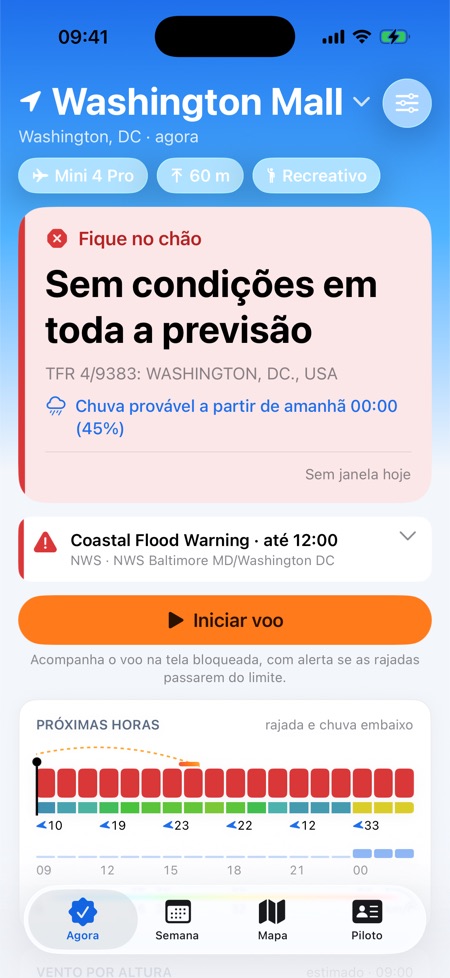 09:41
Washington Mall
Washington, DC · agora
Mini 4 Pro
60 m
Recreativo
Fique no chão
Sem condições em
toda a previsão
TFR 4/9383: WASHINGTON, DC., USA
Chuva provável a partir de amanhã 00:00
(45%)
Sem janela hoje
Coastal Flood Warning · até 12:00
NWS · NWS Baltimore MD/Washington DC
Iniciar voo
Acompanha o voo na tela bloqueada, com alerta se as rajadas
passarem do limite.
PRÓXIMAS HORAS
rajada e chuva embaixo
10 19 23 22 12 33
09 12 15 18 21 00
Agora
Semana
Mapa
Piloto
VENTO POR ALTURA
estimado · 09:00